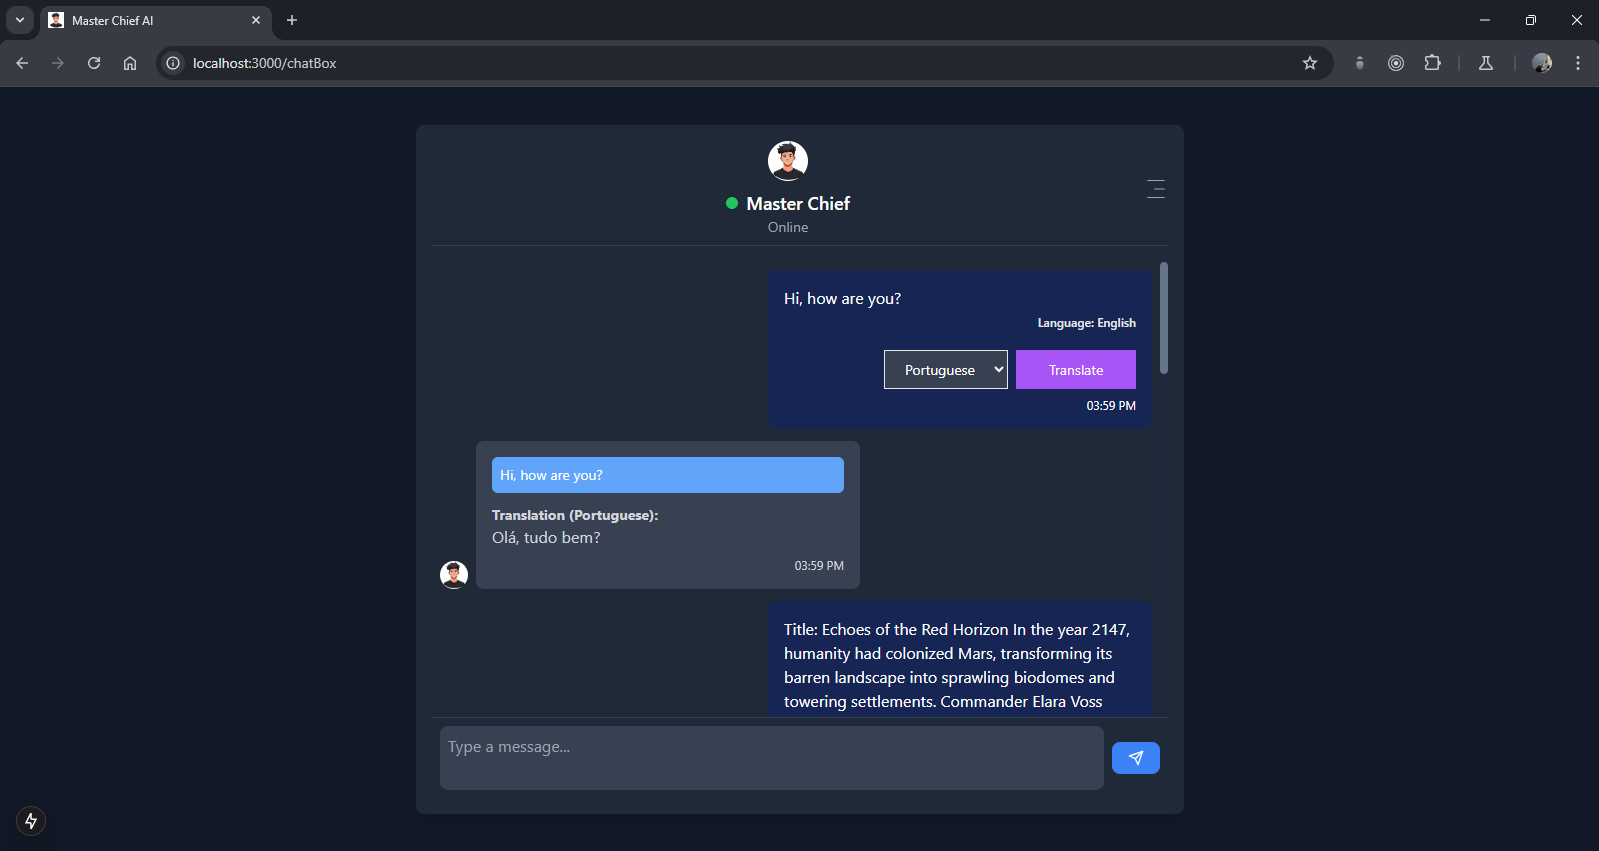 Master Chief AI
localhost:3000/chatBox
Master Chief
Online
Hi, how are you?
Language: English
Portuguese
Translate
03:59 PM
Hi, how are you?
Translation (Portuguese):
Olá, tudo bem?
03:59 PM
Title: Echoes of the Red Horizon In the year 2147,
humanity had colonized Mars, transforming its
barren landscape into sprawling biodomes and
towering settlements. Commander Elara Voss
Type a message...